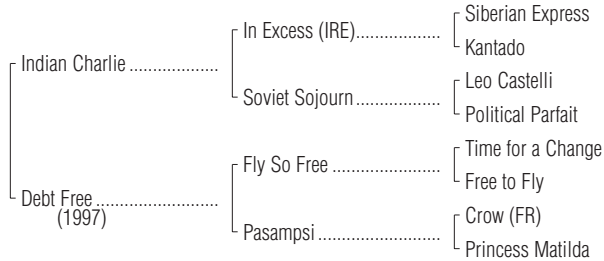 Siberian Express
In Excess (IRE)....................
Kantado
Indian Charlie ....................
Leo Castelli
Soviet Sojourn ....................
Political Parfait
Time for a Change
Fly So Free .........................
Free to Fly
Debt Free ............................
(1997)
Crow (FR)
Pasampsi ............................
Princess Matilda